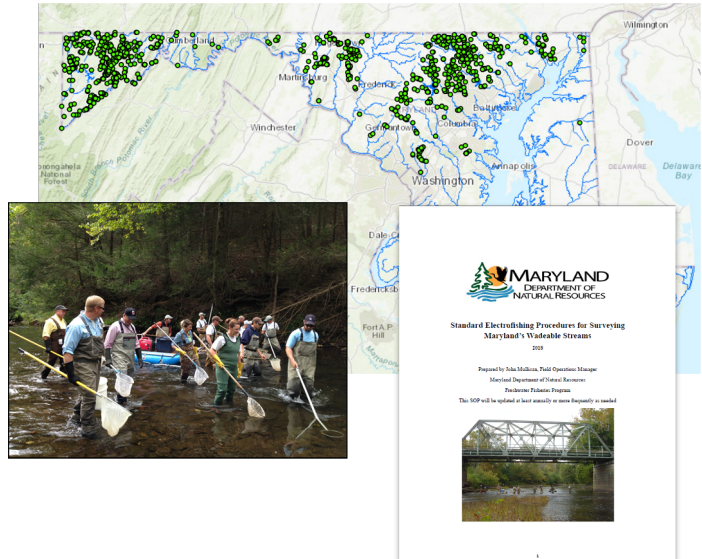 Wilmington
Cumberland
Martinsburg
Frederick
Baltimore
Columbia
Germantown
Winchester
Dover
Annapolis
DELAWARE
Delaware
Bay
Washington
National
Forest
Dale City
Fredericksb
Fort A.P.
Hill
MARYLAND
DEPARTMENT OF
NATURAL RESOURCES
Standard Electrofishing Procedures for Surveying
Maryland's Wadeable Streams
2018
Prepared by John Mullican, Field Operations Manager
Maryland Department of Natural Resources
Freshwater Fisheries Program
This SOP will be updated at least annually or more frequently as needed
1